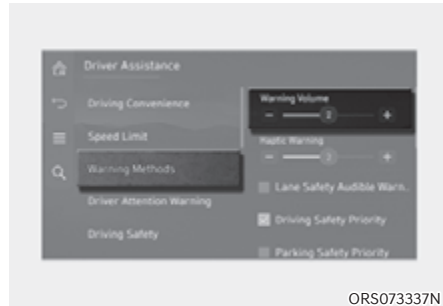 Driver Assistance
Driving Convenience
Speed Limit
Warning Methods
Driver Attention Warning
Driving Safety
Warning Volume
2
Haptic Warning
2
Lane Safety Audible Warn.
Driving Safety Priority
Parking Safety Priority
ORS073337N